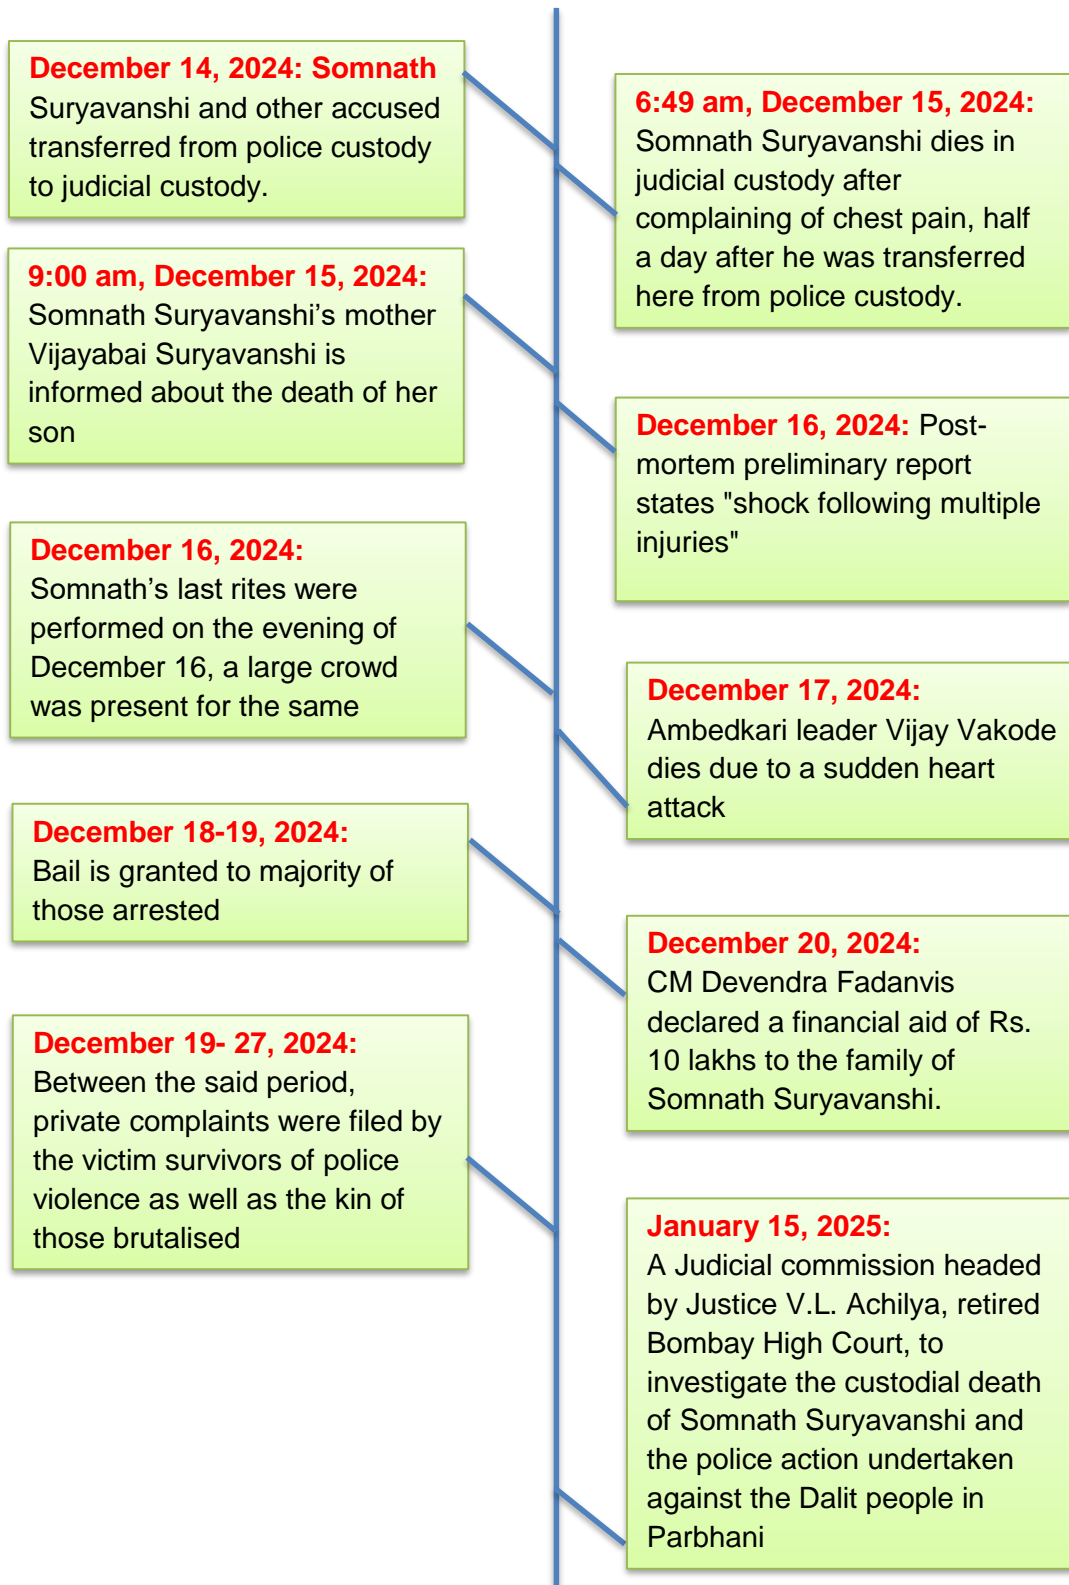 December 14, 2024: Somnath
Suryavanshi and other accused
transferred from police custody
to judicial custody.
6:49 am, December 15, 2024:
Somnath Suryavanshi dies in
judicial custody after
complaining of chest pain, half
a day after he was transferred
here from police custody.
9:00 am, December 15, 2024:
Somnath Suryavanshi’s mother
Vijayabai Suryavanshi is
informed about the death of her
son
December 16, 2024: Post-
mortem preliminary report
states "shock following multiple
injuries"
December 16, 2024:
Somnath’s last rites were
performed on the evening of
December 16, a large crowd
was present for the same
December 17, 2024:
Ambedkari leader Vijay Vakode
dies due to a sudden heart
attack
December 18-19, 2024:
Bail is granted to majority of
those arrested
December 20, 2024:
CM Devendra Fadanvis
declared a financial aid of Rs.
10 lakhs to the family of
Somnath Suryavanshi.
December 19- 27, 2024:
Between the said period,
private complaints were filed by
the victim survivors of police
violence as well as the kin of
those brutalised
January 15, 2025:
A Judicial commission headed
by Justice V.L. Achilya, retired
Bombay High Court, to
investigate the custodial death
of Somnath Suryavanshi and
the police action undertaken
against the Dalit people in
Parbhani